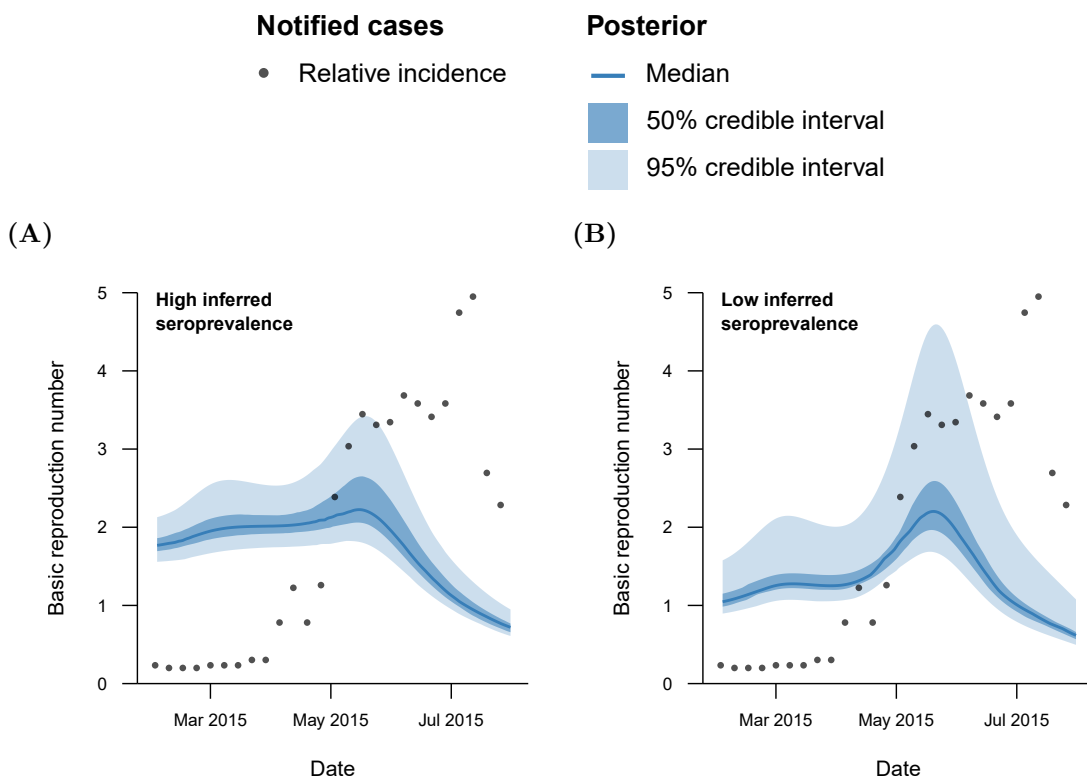 Notified cases
Relative incidence
Posterior
Median
50% credible interval
95% credible interval
(A)
High inferred
seroprevalence
Basic reproduction number
5
4
3
2
1
0
Mar 2015
May 2015
Jul 2015
Date
(B)
Low inferred
seroprevalence
Basic reproduction number
5
4
3
2
1
0
Mar 2015
May 2015
Jul 2015
Date